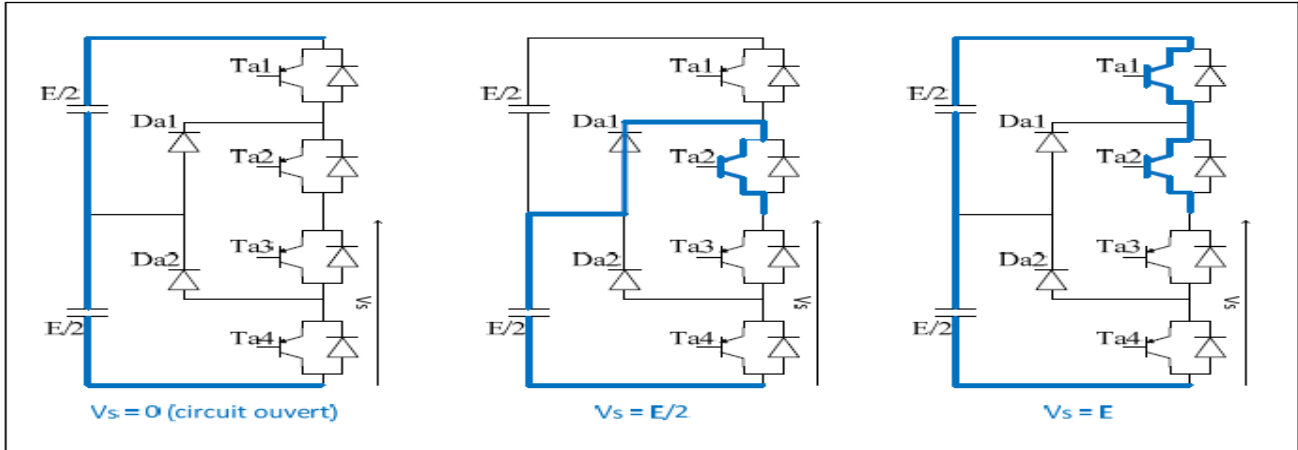 Ta1
E/2
Da1
Ta2
Da2
Ta3
Vs
E/2
Ta4
Vs = 0 (circuit ouvert)
Ta1
E/2
Da1
Ta2
Da2
Ta3
Vs
E/2
Ta4
Vs = E/2
Ta1
E/2
Da1
Ta2
Da2
Ta3
Vs
E/2
Ta4
Vs = E